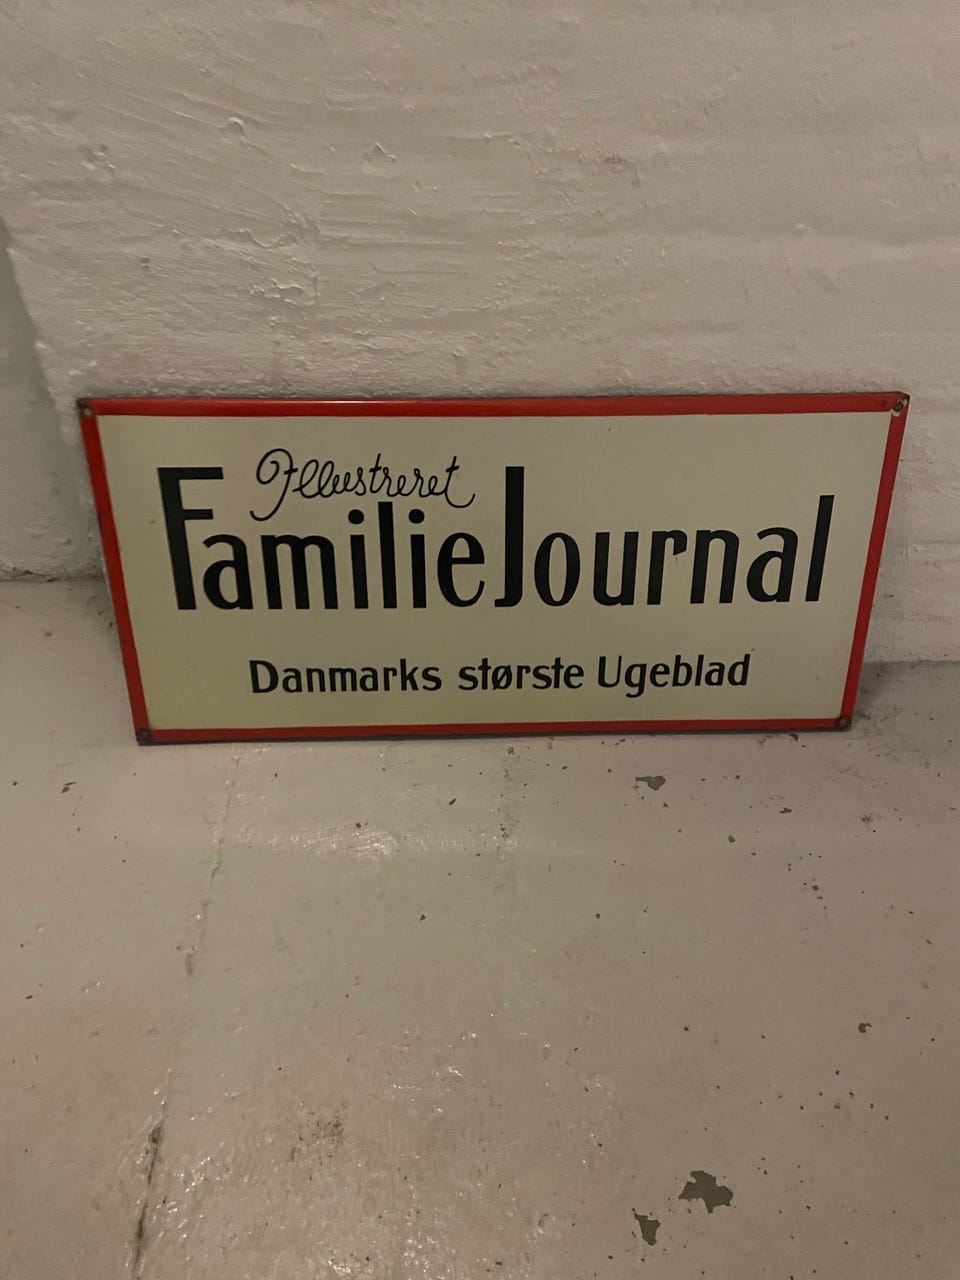 Illustreret
FamilieJournal
Danmarks største Ugeblad